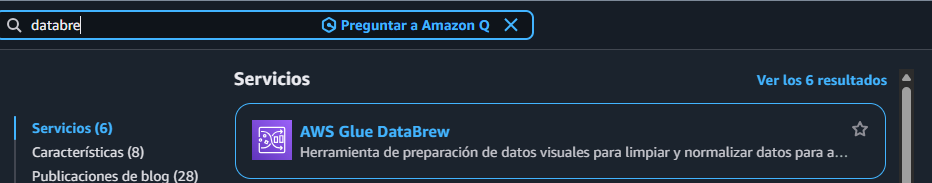 databre
Preguntar a Amazon Q
Servicios
Ver los 6 resultados
Servicios (6)
Características (8)
Publicaciones de blog (28)
AWS Glue DataBrew
Herramienta de preparación de datos visuales para limpiar y normalizar datos para a...